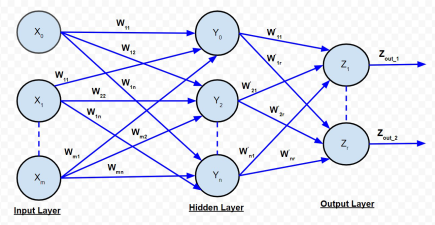 X0
X1
Xm
Y0
Y2
Yn
Z1
Zr
W11
W12
W1n
W11
W22
W1n
Wm1
Wm2
Wmn
W'11
W'1r
W'21
W'2r
W'n1
W'nr
Zout_1
Zout_2
Input Layer
Hidden Layer
Output Layer